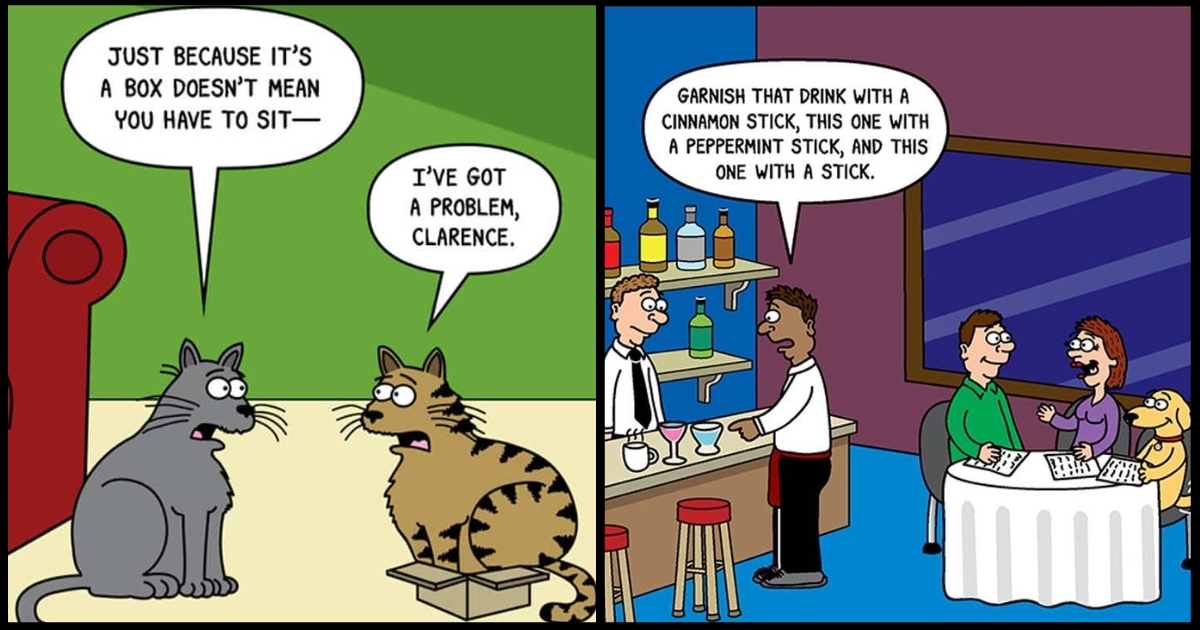 JUST BECAUSE IT'S
A BOX DOESN'T MEAN
YOU HAVE TO SIT—
I'VE GOT
A PROBLEM,
CLARENCE.
GARNISH THAT DRINK WITH A
CINNAMON STICK, THIS ONE WITH
A PEPPERMINT STICK, AND THIS
ONE WITH A STICK.